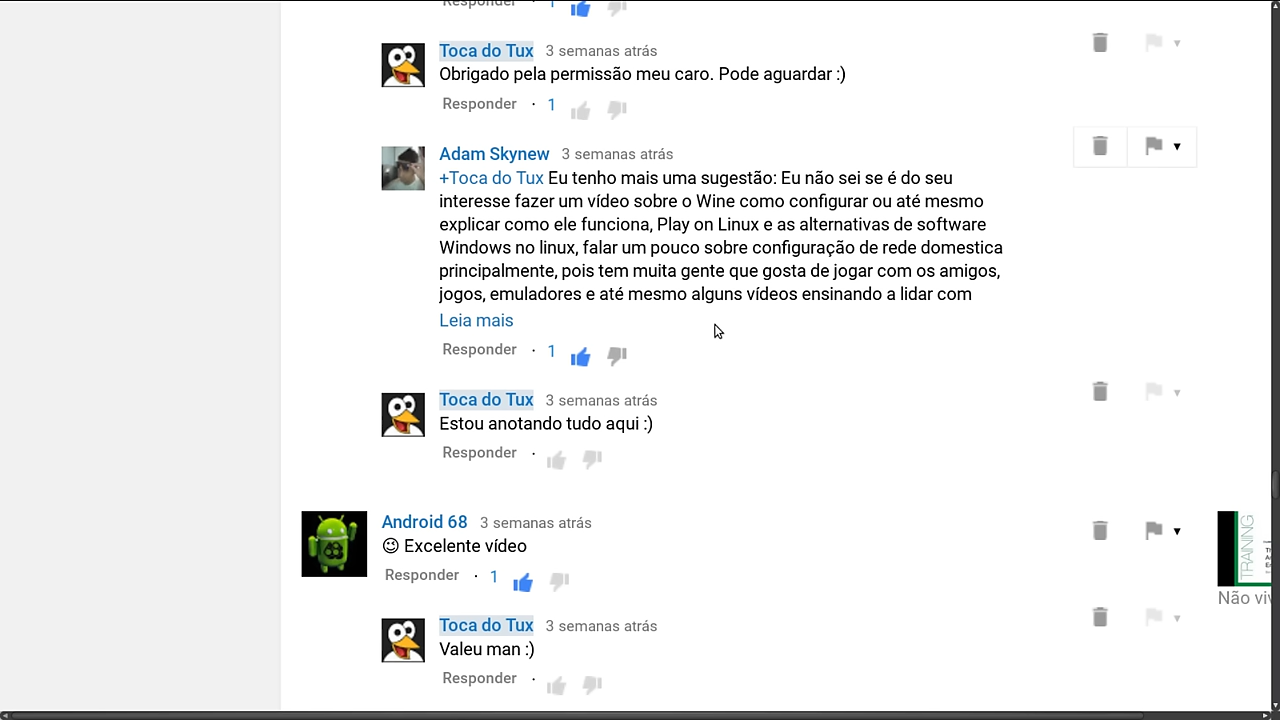 Responder · 1
Toca do Tux 3 semanas atrás
Obrigado pela permissão meu caro. Pode aguardar :)
Responder · 1
Adam Skynew 3 semanas atrás
+Toca do Tux Eu tenho mais uma sugestão: Eu não sei se é do seu
interesse fazer um vídeo sobre o Wine como configurar ou até mesmo
explicar como ele funciona, Play on Linux e as alternativas de software
Windows no linux, falar um pouco sobre configuração de rede domestica
principalmente, pois tem muita gente que gosta de jogar com os amigos,
jogos, emuladores e até mesmo alguns vídeos ensinando a lidar com
Leia mais
Responder · 1
Toca do Tux 3 semanas atrás
Estou anotando tudo aqui :)
Responder ·
Android 68 3 semanas atrás
😉 Excelente vídeo
Responder · 1
TRAINING
Não viv
Toca do Tux 3 semanas atrás
Valeu man :)
Responder ·